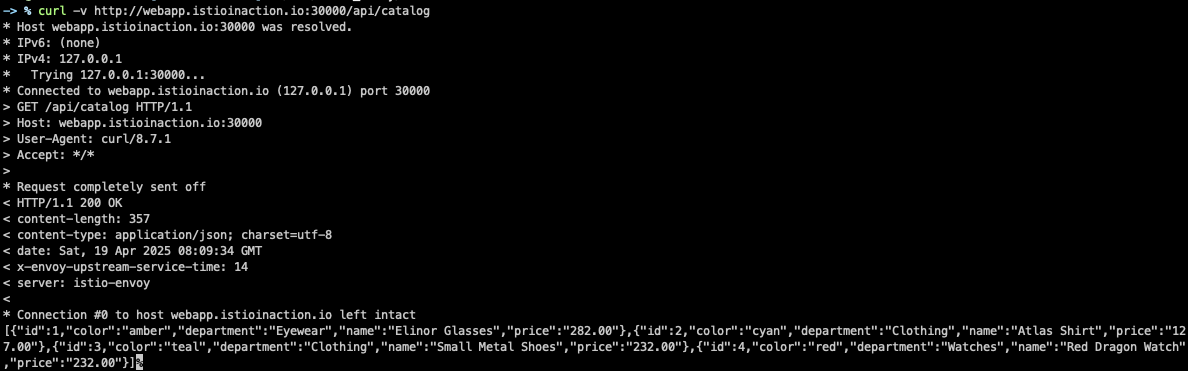 -> % curl -v http://webapp.istioinaction.io:30000/api/catalog
* Host webapp.istioinaction.io:30000 was resolved.
* IPv6: (none)
* IPv4: 127.0.0.1
*   Trying 127.0.0.1:30000...
* Connected to webapp.istioinaction.io (127.0.0.1) port 30000
> GET /api/catalog HTTP/1.1
> Host: webapp.istioinaction.io:30000
> User-Agent: curl/8.7.1
> Accept: */*
>
* Request completely sent off
< HTTP/1.1 200 OK
< content-length: 357
< content-type: application/json; charset=utf-8
< date: Sat, 19 Apr 2025 08:09:34 GMT
< x-envoy-upstream-service-time: 14
< server: istio-envoy
<
* Connection #0 to host webapp.istioinaction.io left intact
[{"id":1,"color":"amber","department":"Eyewear","name":"Elinor Glasses","price":"282.00"},{"id":2,"color":"cyan","department":"Clothing","name":"Atlas Shirt","price":"12
7.00"},{"id":3,"color":"teal","department":"Clothing","name":"Small Metal Shoes","price":"232.00"},{"id":4,"color":"red","department":"Watches","name":"Red Dragon Watch"
,"price":"232.00"}]%